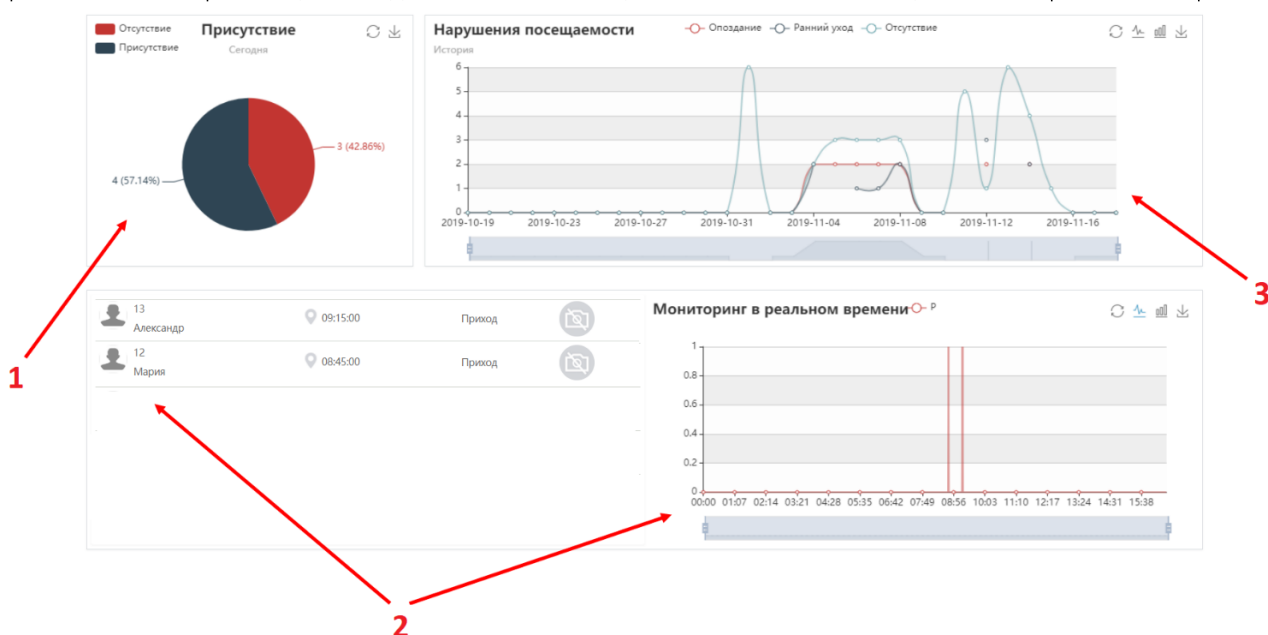 Отсутствие
Присутствие
Присутствие
Сегодня
3 (42.86%)
4 (57.14%)
Нарушения посещаемости
История
Опоздание Ранний уход Отсутствие
6
5
4
3
2
1
0
2019-10-19 2019-10-23 2019-10-27 2019-10-31 2019-11-04 2019-11-08 2019-11-12 2019-11-16
1
3
13
Александр
09:15:00
Приход
12
Мария
08:45:00
Приход
Мониторинг в реальном времени
P
1
0.8
0.6
0.4
0.2
0
00:00 01:07 02:14 03:21 04:28 05:35 06:42 07:49 08:56 10:03 11:10 12:17 13:24 14:31 15:38
2